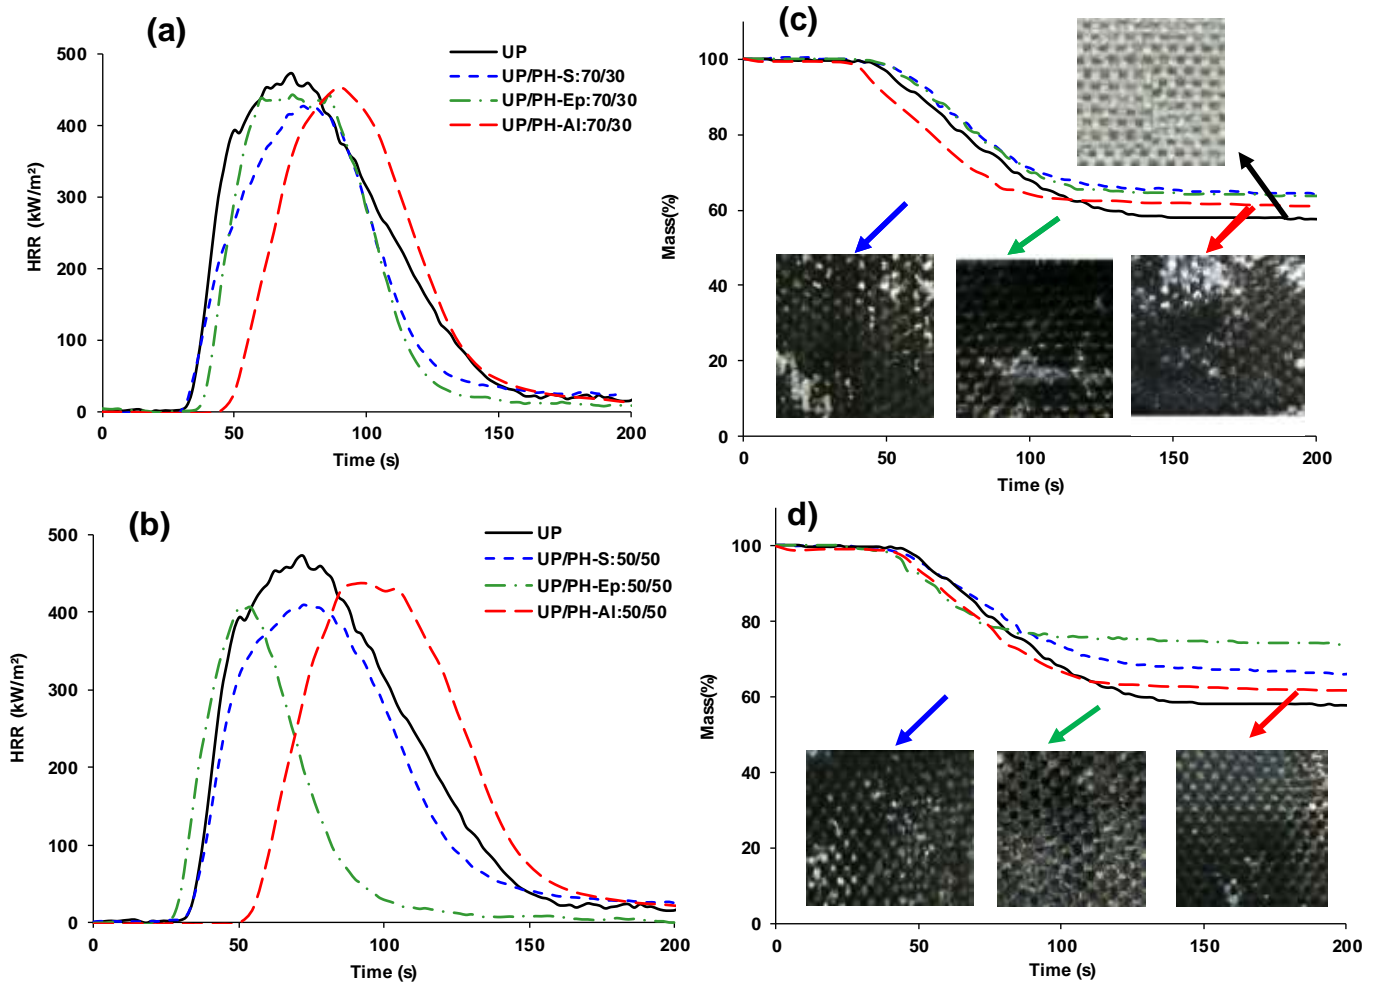 (a)
500
400
300
200
100
0
HRR (kW/m²)
0 50 100 150 200
Time (s)
UP
UP/PH-S:70/30
UP/PH-Ep:70/30
UP/PH-Al:70/30
(c)
100
80
60
40
20
0
Mass(%)
0 50 100 150 200
Time (s)
(b)
500
400
300
200
100
0
HRR (kW/m²)
0 50 100 150 200
Time (s)
UP
UP/PH-S:50/50
UP/PH-Ep:50/50
UP/PH-Al:50/50
d)
100
80
60
40
20
0
Mass(%)
0 50 100 150 200
Time (s)